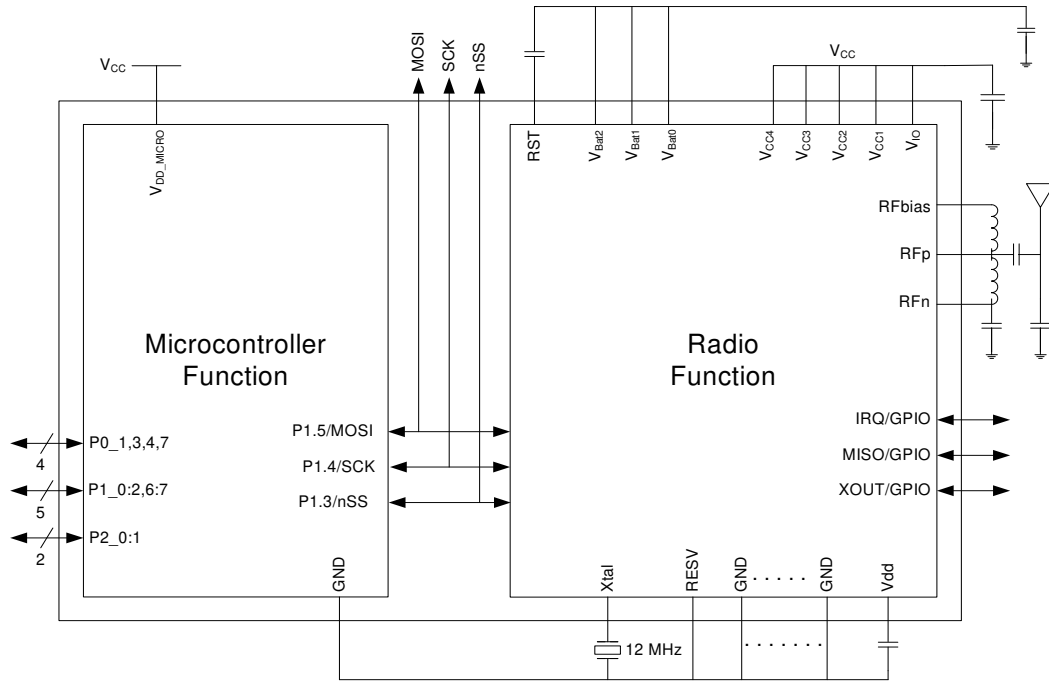 MOSI
SCK
nSS
VCC
VCC
VDD_MICRO
RST
VBat2
VBat1
VBat0
VCC4
VCC3
VCC2
VCC1
VIO
RFbias
RFp
RFn
Microcontroller
Function
Radio
Function
P0_1,3,4,7
4
P1_0:2,6:7
5
P2_0:1
2
P1.5/MOSI
P1.4/SCK
P1.3/nSS
IRQ/GPIO
MISO/GPIO
XOUT/GPIO
GND
Xtal
RESV
GND
. . . . .
GND
Vdd
12 MHz
. . . . . . . .